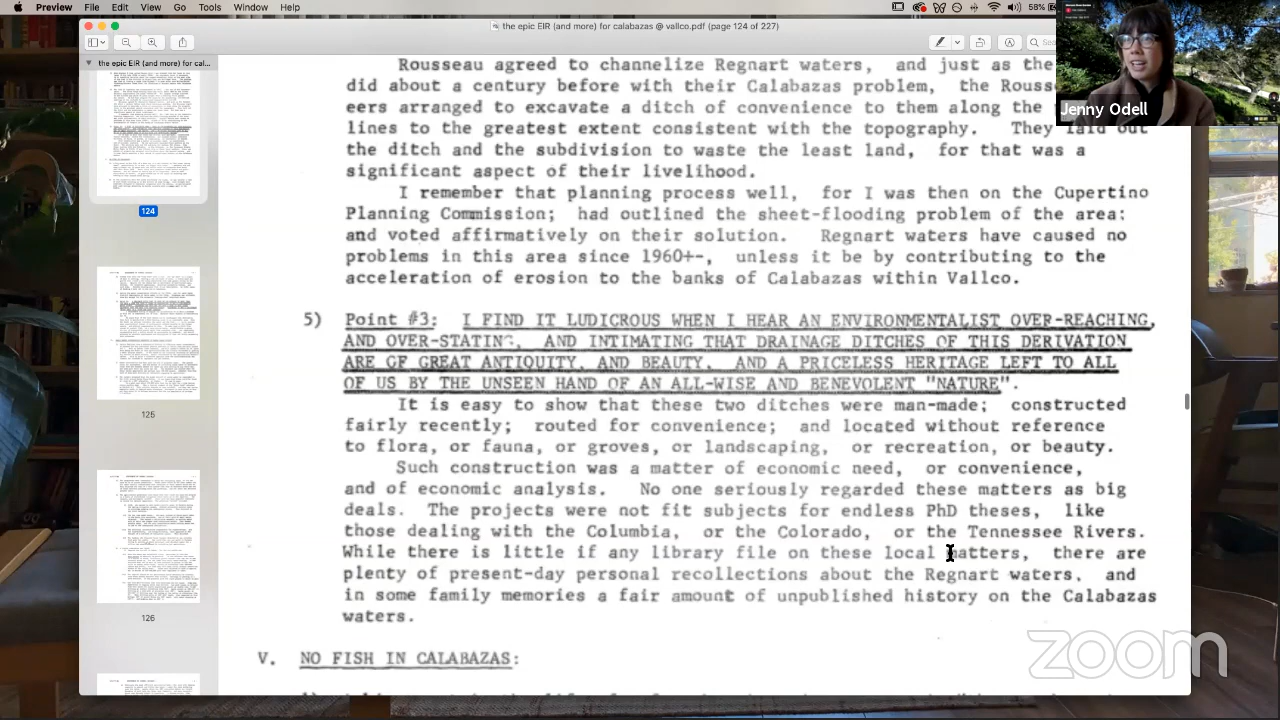 Preview File Edit View Go Tools Window Help
58%
the epic EIR (and more) for calabazas @ vallco.pdf (page 124 of 227)
the epic EIR (and more) for cal...
124
125
126
Jenny Odell
Rousseau agreed to channelize Regnart waters, and just as the
did about a century before with their Calabazas problem, the Rouss
eers arranged to excavate a ditch of convenience to them along the
lines to the greatest extent consistent with the topography. They laid out
the ditch and the subdivision to waste the least land, for that was a
significant aspect of their livelihood.
I remember that planning process well, for I was then on the Cupertino
Planning Commission; had outlined the sheet-flooding problem of the area;
and voted affirmatively on their solution. Regnart waters have caused no
problems in this area since 1960+-, unless it be by contributing to the
acceleration of erosion to the banks of Calabazas within Vallco.
5) Point #3: I FIND IT HUMOROUS WHEN I HEAR AN ENVIRONMENTALIST OVER-REACHING,
AND OVER-STATING, AND INTIMATING THAT DRAINAGE DITCHES OF THIS DERIVATION
ARE OF GREAT ANTIQUITY AND BEAUTY. AND A PRICELESS HERITAGE LEFT TO ALL
OF US BY THE UNSEEN HAND OF AN ALL-WISE AND BENEVOLENT "NATURE".
It is easy to show that these two ditches were man-made; constructed
fairly recently; routed for convenience; and located without reference
to flora, or fauna, or groves, or landscaping, or recreation, or beauty.
Such construction was a matter of economic need, or convenience,
and of economic analysis. No one seriously regarded these matters as big
deals. The projects were not fit subjects for endless PhD theses, like
those dealing with the Columbia, or the Colorado or the Tennessee Rivers.
While there is little if any library file on these local matters, there are
plenty of present-day personal recollections about the Regnart waters, and
in some family memories a fair amount of unpublished history on the Calabazas
waters.
V. NO FISH IN CALABAZAS:
zoom